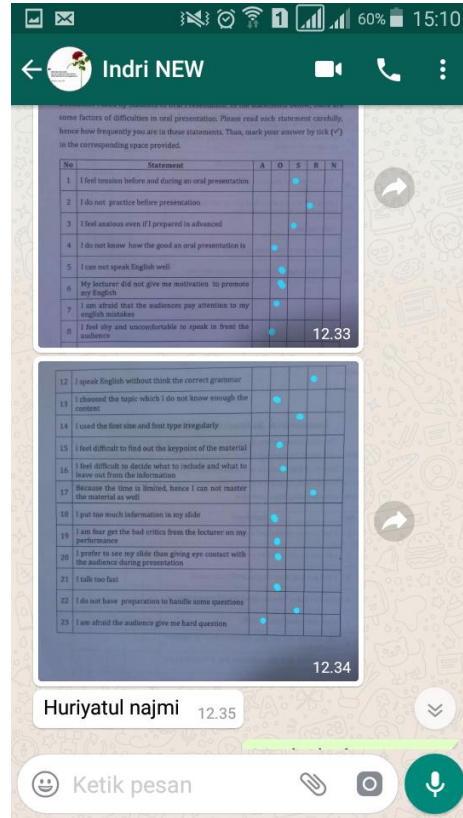 1 60% 15:10
Indri NEW
some factors of difficulties in oral presentation. Please read each statement carefully,
hence how frequently you are in these statements. Thus, mark your answer by tick (✓)
in the corresponding space provided.
No Statement A O S R N
1 I feel tension before and during an oral presentation
2 I do not practice before presentation
3 I feel anxious even if I prepared in advanced
4 I do not know how the good an oral presentation is
5 I can not speak English well
6 My lecturer did not give me motivation to promote
my English
7 I am afraid that the audiences pay attention to my
english mistakes
8 I feel shy and uncomfortable to speak in front the
audience
12.33
12 I speak English without think the correct grammar
13 I choosed the topic which I do not know enough the
content
14 I used the font size and font type irregularly
15 I feel difficult to find out the keypoint of the material
16 I feel difficult to decide what to include and what to
leave out from the information
17 Because the time is limited, hence I can not master
the material as well
18 I put too much information in my slide
19 I am fear get the bad critics from the lecturer on my
performance
20 I prefer to see my slide than giving eye contact with
the audience during presentation
21 I talk too fast
22 I do not have preparation to handle some questions
23 I am afraid the audience give me hard question
12.34
Huriyatul najmi 12.35
Ketik pesan